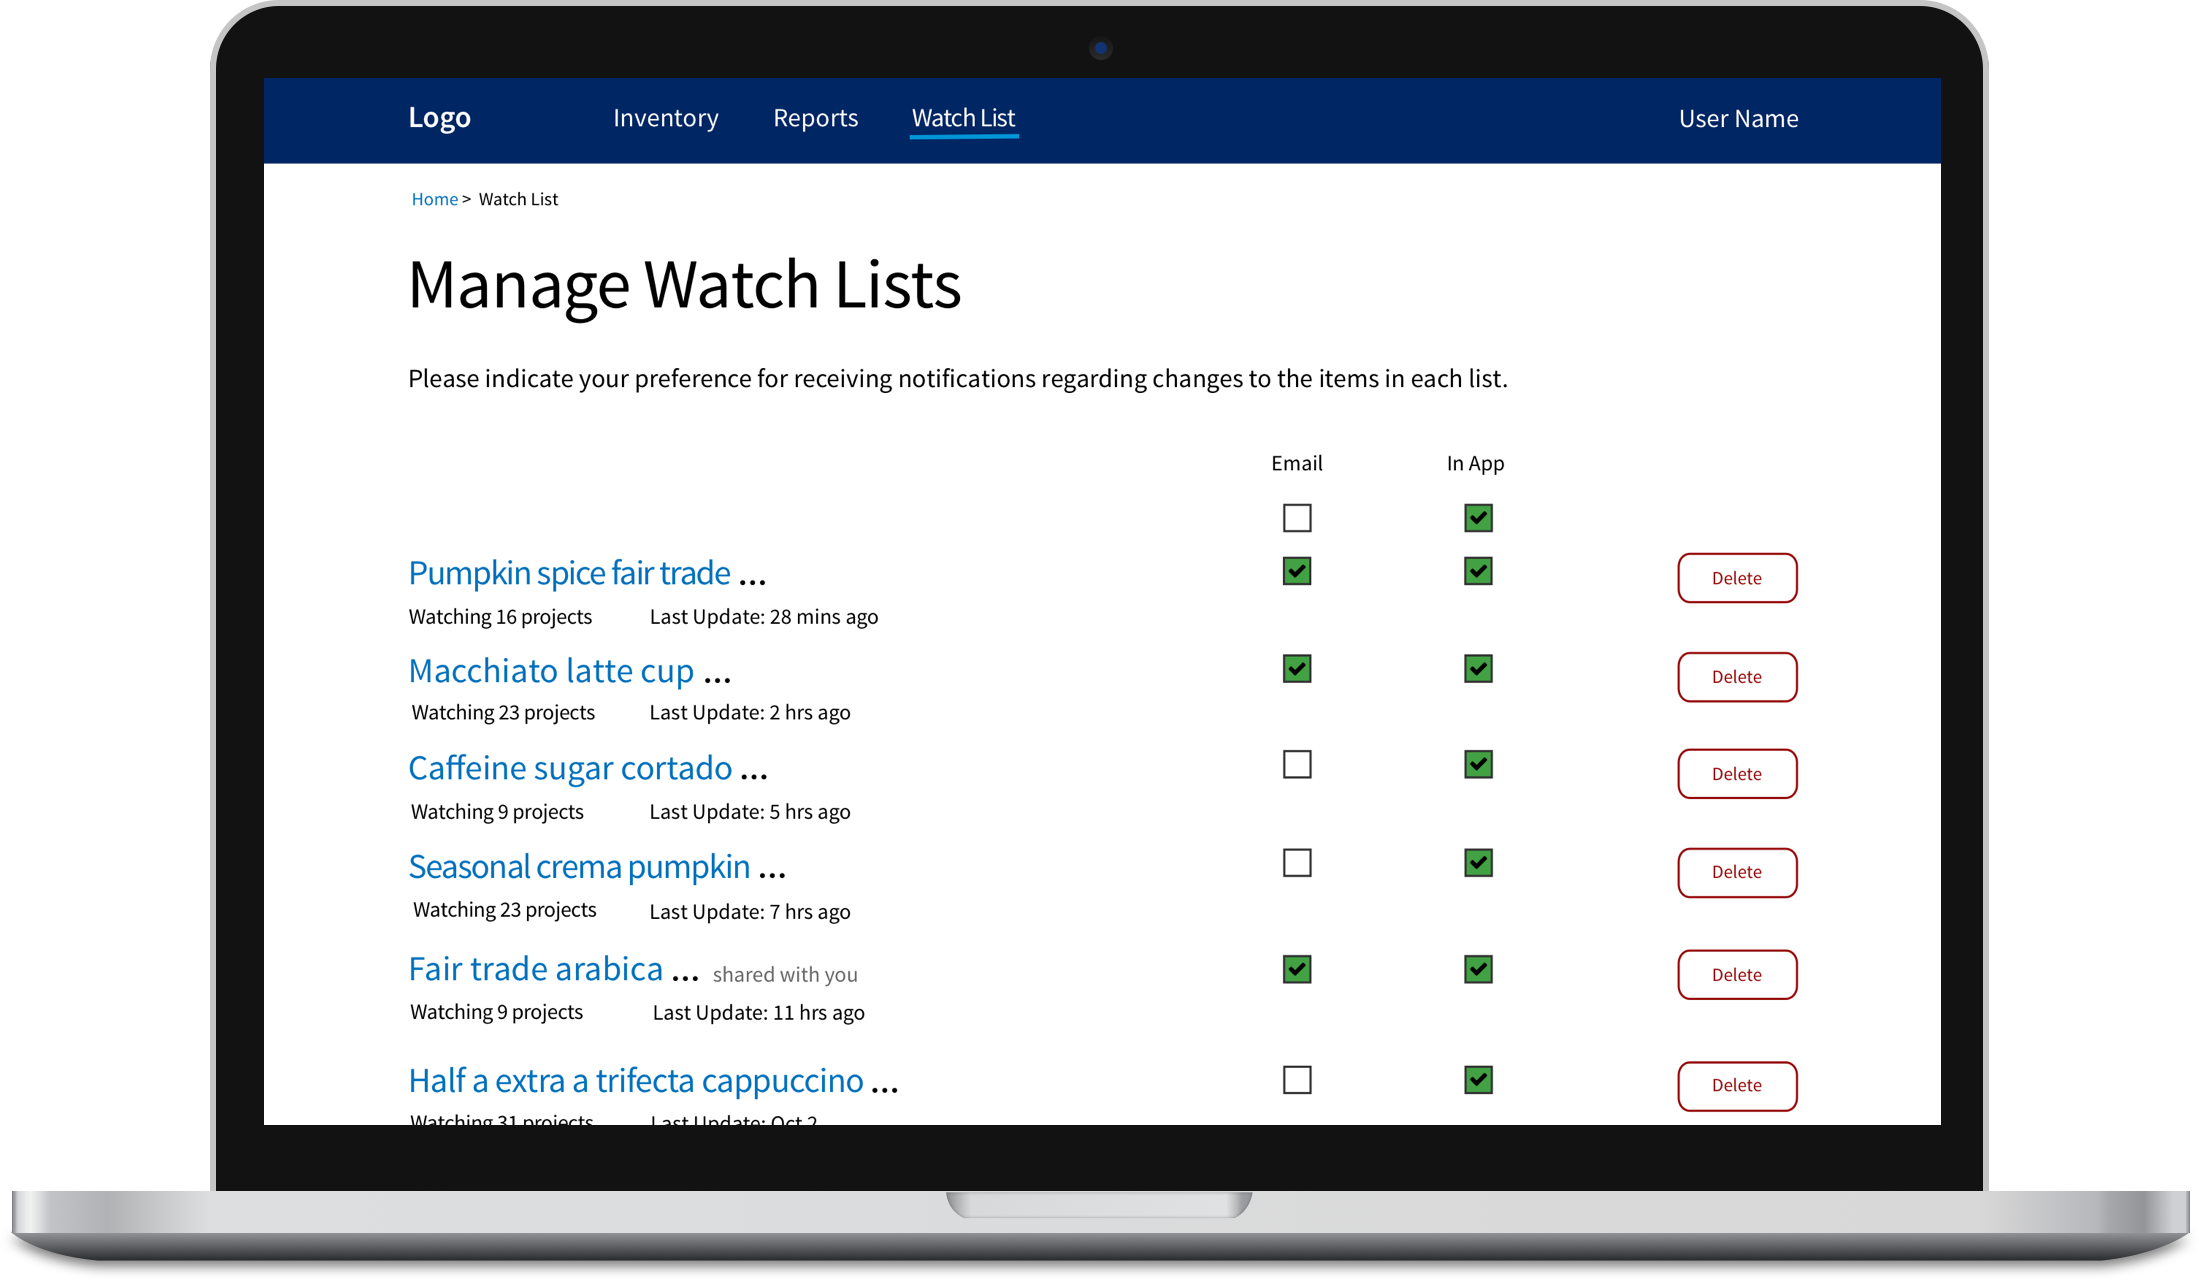 Logo Inventory Reports Watch List User Name
Home > Watch List
Manage Watch Lists
Please indicate your preference for receiving notifications regarding changes to the items in each list.
Email In App
Pumpkin spice fair trade ... Delete
Watching 16 projects Last Update: 28 mins ago
Macchiato latte cup ... Delete
Watching 23 projects Last Update: 2 hrs ago
Caffeine sugar cortado ... Delete
Watching 9 projects Last Update: 5 hrs ago
Seasonal crema pumpkin ... Delete
Watching 23 projects Last Update: 7 hrs ago
Fair trade arabica ... shared with you Delete
Watching 9 projects Last Update: 11 hrs ago
Half a extra a trifecta cappuccino ... Delete
Watching 31 projects Last Update: Oct 2